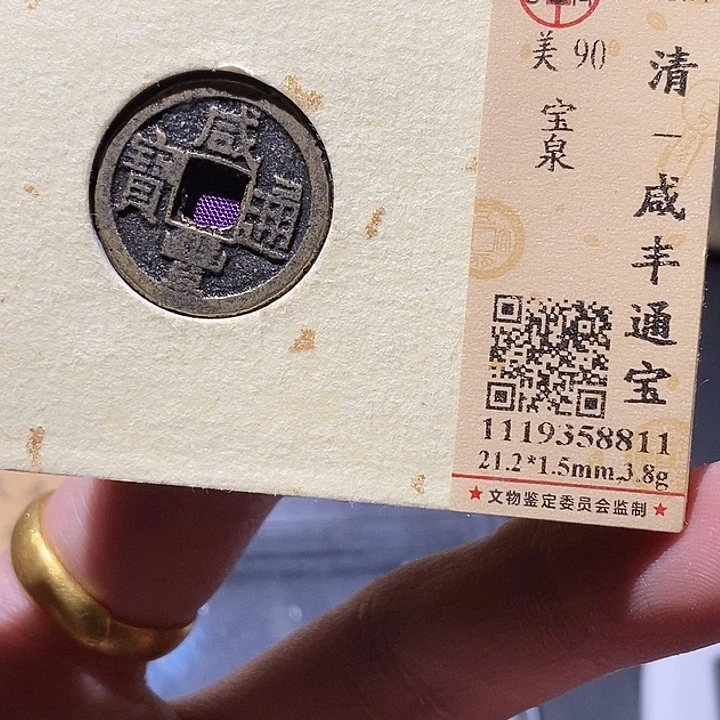 咸
豐
通
寶
清
一
咸
丰
通
宝
美 90
宝
泉
1119358811
21.2*1.5mm,3.8g
★文物鉴定委员会监制★